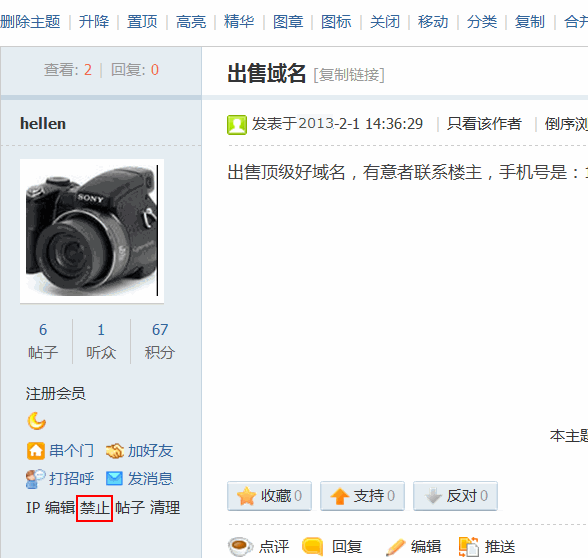 删除主题 | 升降 | 置顶 | 高亮 | 精华 | 图章 | 图标 | 关闭 | 移动 | 分类 | 复制 |
查看: 2 | 回复: 0
出售域名 [复制链接]
hellen
发表于2013-2-1 14:36:29 | 只看该作者 | 倒序浏
SONY
出售顶级好域名，有意者联系楼主，手机号是：
6 1 67
帖子 听众 积分
注册会员
本主题
串个门 加好友
打招呼 发消息
收藏 0 支持 0 反对 0
IP 编辑 禁止 帖子 清理
点评 回复 编辑 推送